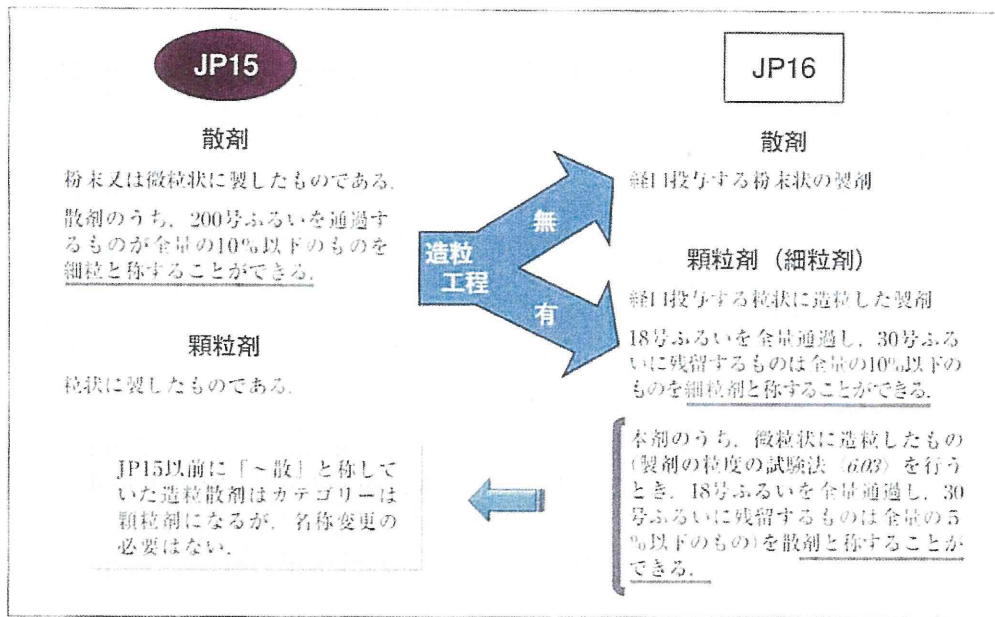 JP15
散剤
粉末又は微粒状に製したものである.
散剤のうち,200号ふるいを通過す
るものが全量の10%以下のものを
細粒と称することができる.
顆粒剤
粒状に製したものである.
JP15以前に「~散」と称して
いた造粒散剤はカテゴリーは
顆粒剤になるが,名称変更の
必要はない.
造粒
工程
無
有
JP16
散剤
経口投与する粉末状の製剤
顆粒剤(細粒剤)
経口投与する粒状に造粒した製剤
18号ふるいを全量通過し,30号ふる
いに残留するものは全量の10%以下の
ものを細粒剤と称することができる.
本剤のうち,微粒状に造粒したもの
(製剤の粒度の試験法〈6.03〉を行う
とき,18号ふるいを全量通過し,30
号ふるいに残留するものは全量の5
%以下のもの)を散剤と称することが
できる.